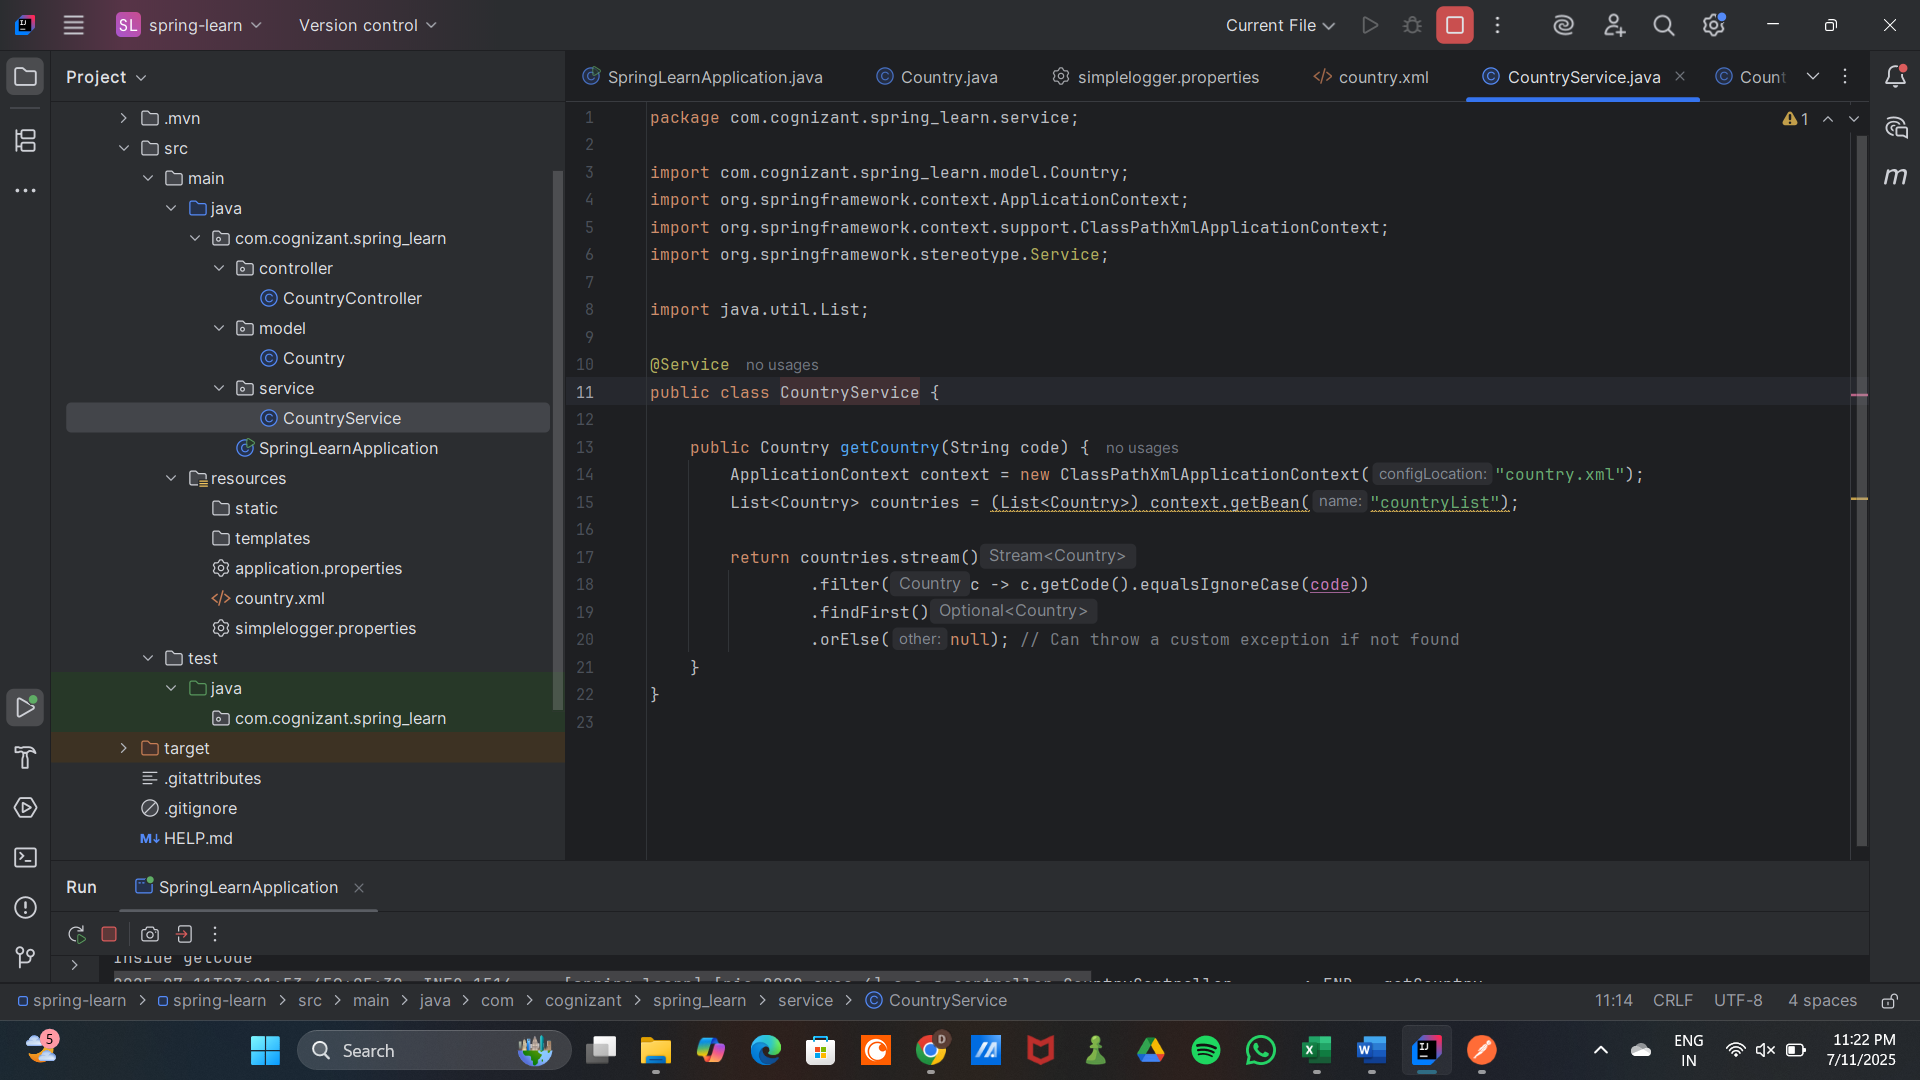 SL spring-learn Version control Current File
Project
SpringLearnApplication.java Country.java simplelogger.properties country.xml CountryService.java Count
.mvn
src
main
java
com.cognizant.spring_learn
controller
CountryController
model
Country
service
CountryService
SpringLearnApplication
resources
static
templates
application.properties
country.xml
simplelogger.properties
test
java
com.cognizant.spring_learn
target
.gitattributes
.gitignore
M↓ HELP.md
1 package com.cognizant.spring_learn.service;
2
3 import com.cognizant.spring_learn.model.Country;
4 import org.springframework.context.ApplicationContext;
5 import org.springframework.context.support.ClassPathXmlApplicationContext;
6 import org.springframework.stereotype.Service;
7
8 import java.util.List;
9
10 @Service no usages
11 public class CountryService {
12
13 public Country getCountry(String code) { no usages
14 ApplicationContext context = new ClassPathXmlApplicationContext( configLocation: "country.xml");
15 List<Country> countries = (List<Country>) context.getBean( name: "countryList");
16
17 return countries.stream() Stream<Country>
18 .filter( Country c -> c.getCode().equalsIgnoreCase(code))
19 .findFirst() Optional<Country>
20 .orElse( other: null); // Can throw a custom exception if not found
21 }
22 }
23
1
m
Run SpringLearnApplication
Inside getCode
spring-learn > spring-learn > src > main > java > com > cognizant > spring_learn > service > CountryService
11:14 CRLF UTF-8 4 spaces
5
Search
D
ENG
IN
11:22 PM
7/11/2025